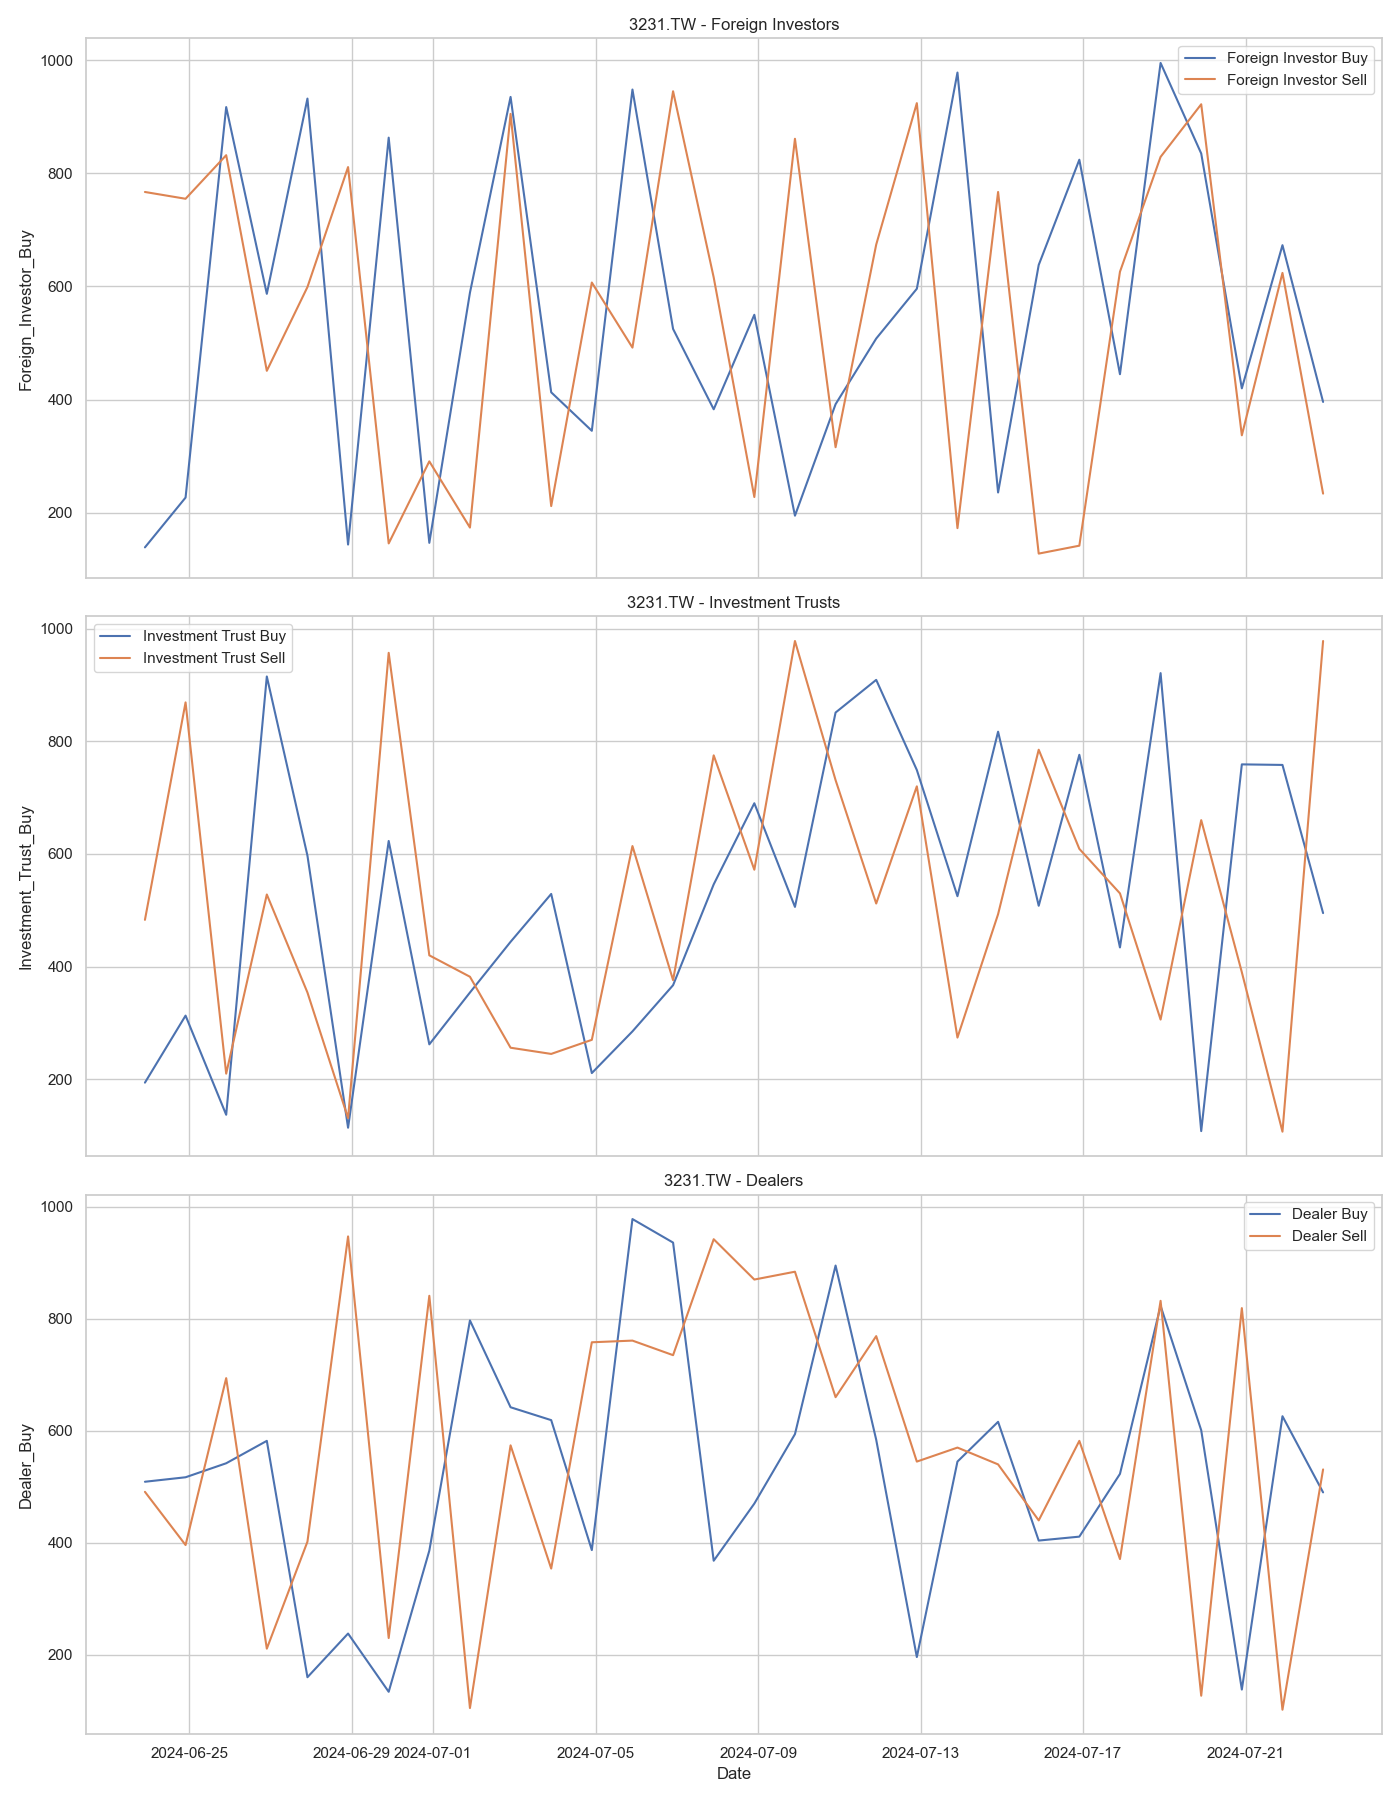 3231.TW - Foreign Investors
Foreign Investor Buy
Foreign Investor Sell
Foreign_Investor_Buy
1000
800
600
400
200
3231.TW - Investment Trusts
Investment Trust Buy
Investment Trust Sell
Investment_Trust_Buy
1000
800
600
400
200
3231.TW - Dealers
Dealer Buy
Dealer Sell
Dealer_Buy
1000
800
600
400
200
2024-06-25 2024-06-29 2024-07-01 2024-07-05 2024-07-09 2024-07-13 2024-07-17 2024-07-21
Date